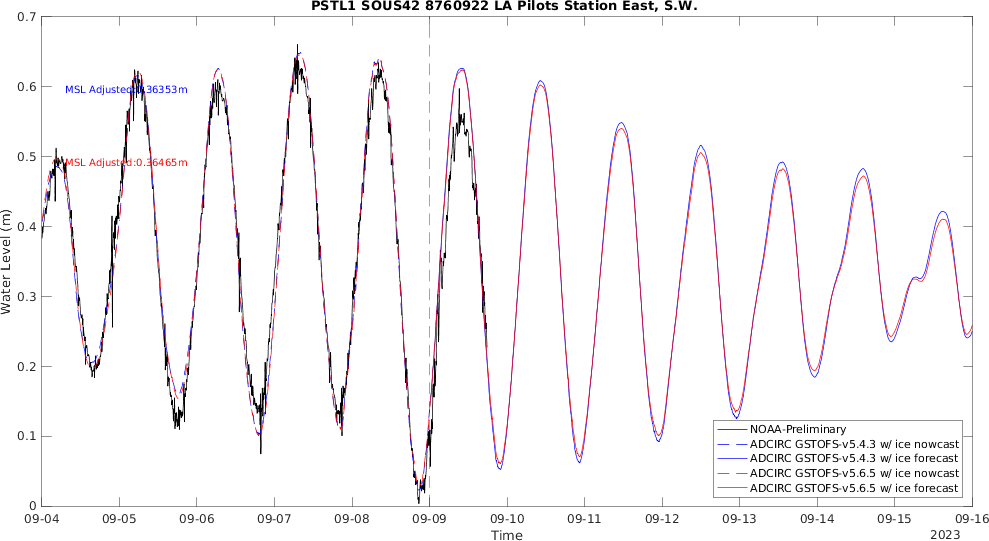 PSTL1 SOUS42 8760922 LA Pilots Station East, S.W.
0.7
0.6
0.5
0.4
0.3
0.2
0.1
0
Water Level (m)
MSL Adjusted:0.36353m
MSL Adjusted:0.36465m
NOAA-Preliminary
ADCIRC GSTOFS-v5.4.3 w/ ice nowcast
ADCIRC GSTOFS-v5.4.3 w/ ice forecast
ADCIRC GSTOFS-v5.6.5 w/ ice nowcast
ADCIRC GSTOFS-v5.6.5 w/ ice forecast
09-04 09-05 09-06 09-07 09-08 09-09 09-10 09-11 09-12 09-13 09-14 09-15 09-16
Time
2023